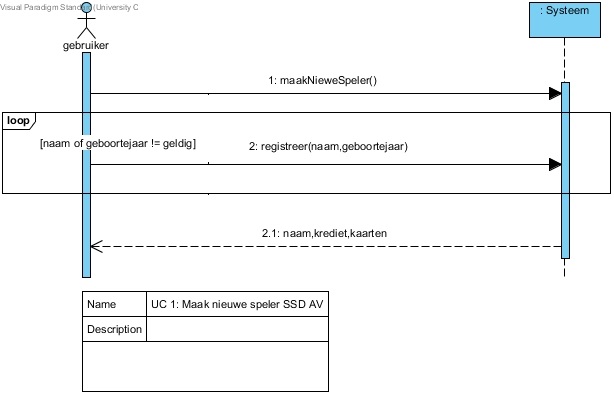 Visual Paradigm Stand (University C
gebruiker
: Systeem
1: maakNieweSpeler()
loop
[naam of geboortejaar != geldig]
2: registreer(naam,geboortejaar)
2.1: naam,krediet,kaarten
Name UC 1: Maak nieuwe speler SSD AV
Description